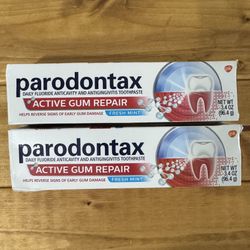 parodontax
DAILY FLUORIDE ANTICAVITY AND ANTIGINGIVITIS TOOTHPASTE
ACTIVE GUM REPAIR
HELPS REVERSE SIGNS OF EARLY GUM DAMAGE
FRESH MINT
NET WT
3.4 OZ
(96.4 g)
parodontax
DAILY FLUORIDE ANTICAVITY AND ANTIGINGIVITIS TOOTHPASTE
ACTIVE GUM REPAIR
HELPS REVERSE SIGNS OF EARLY GUM DAMAGE
FRESH MINT
NET WT
3.4 OZ
(96.4 g)